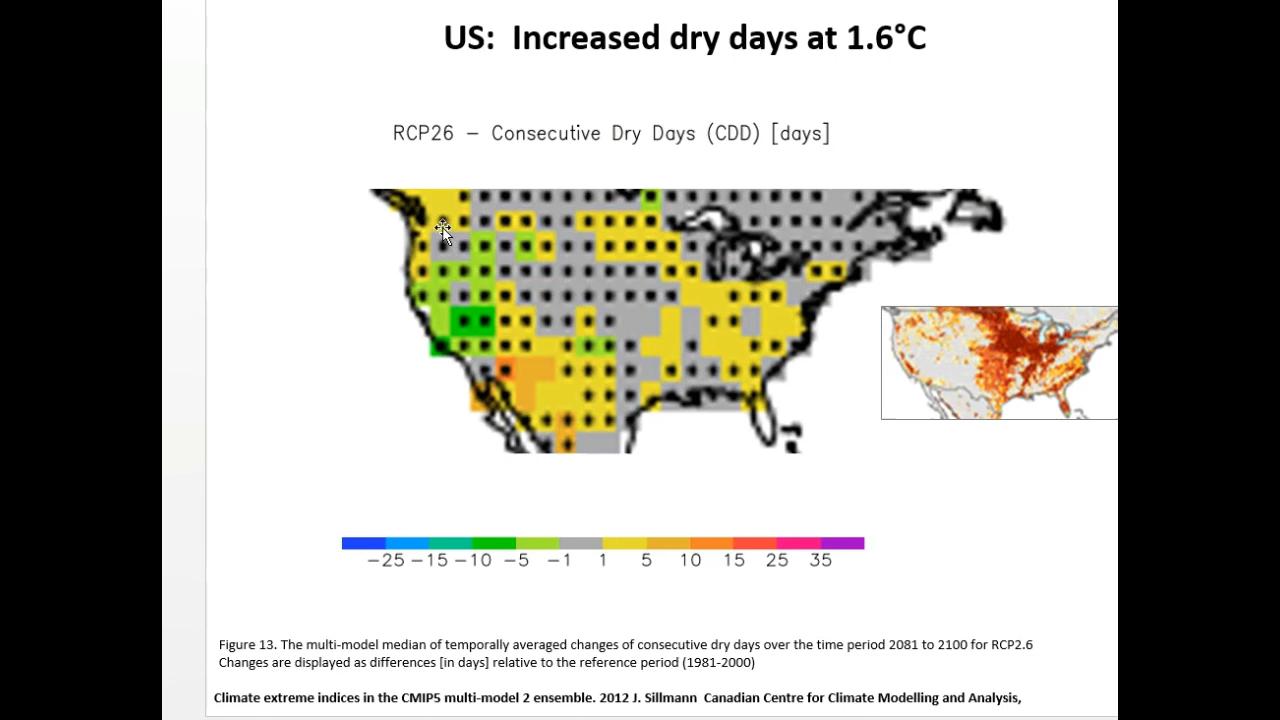 US:  Increased dry days at 1.6°C
RCP26 – Consecutive Dry Days (CDD) [days]
−25 −15 −10 −5 −1 1 5 10 15 25 35
Figure 13. The multi-model median of temporally averaged changes of consecutive dry days over the time period 2081 to 2100 for RCP2.6
Changes are displayed as differences [in days] relative to the reference period (1981-2000)
Climate extreme indices in the CMIP5 multi-model 2 ensemble. 2012 J. Sillmann  Canadian Centre for Climate Modelling and Analysis,